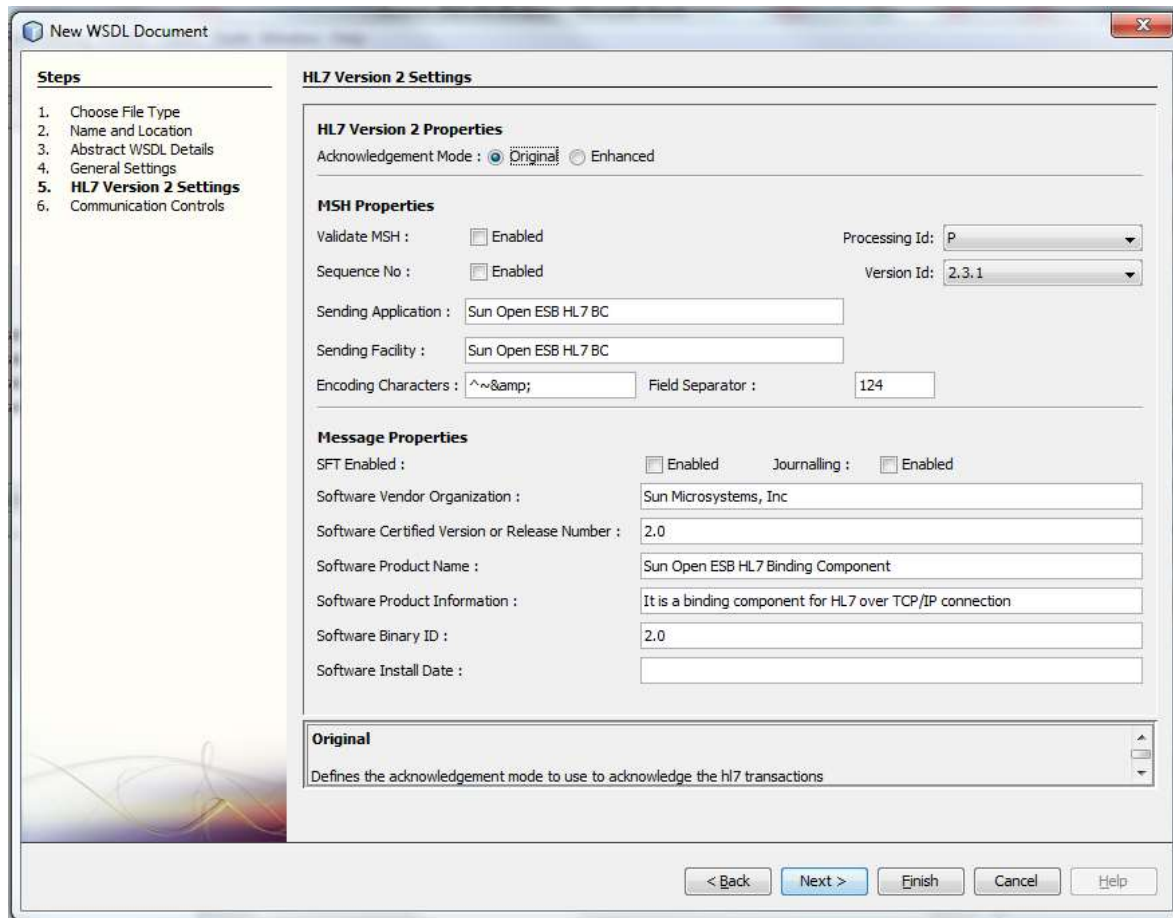 New WSDL Document
Steps
1. Choose File Type
2. Name and Location
3. Abstract WSDL Details
4. General Settings
5. HL7 Version 2 Settings
6. Communication Controls
HL7 Version 2 Settings
HL7 Version 2 Properties
Acknowledgement Mode : Original Enhanced
MSH Properties
Validate MSH : Enabled Processing Id: P
Sequence No : Enabled Version Id: 2.3.1
Sending Application : Sun Open ESB HL7 BC
Sending Facility : Sun Open ESB HL7 BC
Encoding Characters : ^~&amp; Field Separator : 124
Message Properties
SFT Enabled : Enabled Journalling : Enabled
Software Vendor Organization : Sun Microsystems, Inc
Software Certified Version or Release Number : 2.0
Software Product Name : Sun Open ESB HL7 Binding Component
Software Product Information : It is a binding component for HL7 over TCP/IP connection
Software Binary ID : 2.0
Software Install Date :
Original
Defines the acknowledgement mode to use to acknowledge the hl7 transactions
< Back Next > Finish Cancel Help